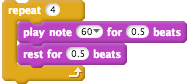 repeat 4
play note 60 for 0.5 beats
rest for 0.5 beats